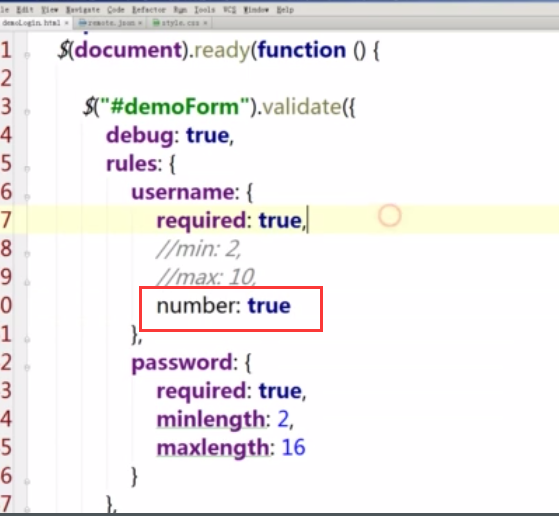 le Edit View Navigate Code Refactor Run Tools VCS Window Help
demoLogin.html × remote.json × style.css ×
1 $(document).ready(function () {
2
3 $("#demoForm").validate({
4 debug: true,
5 rules: {
6 username: {
7 required: true,
8 //min: 2,
9 //max: 10,
0 number: true
1 },
2 password: {
3 required: true,
4 minlength: 2,
5 maxlength: 16
6 }
7 },